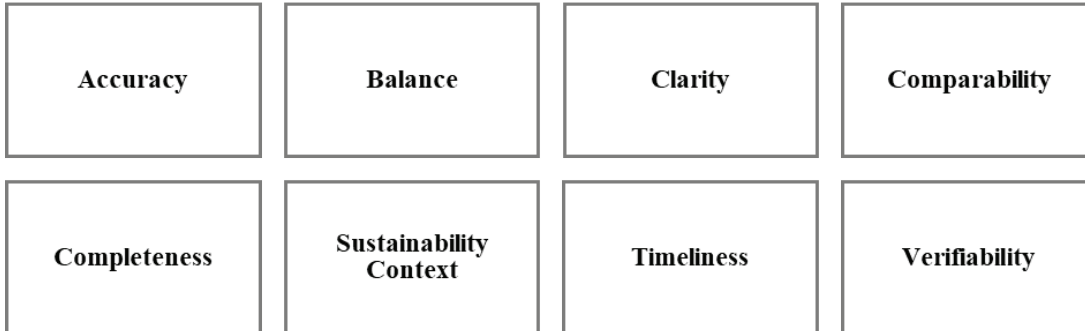 Accuracy
Balance
Clarity
Comparability
Completeness
Sustainability
Context
Timeliness
Verifiability